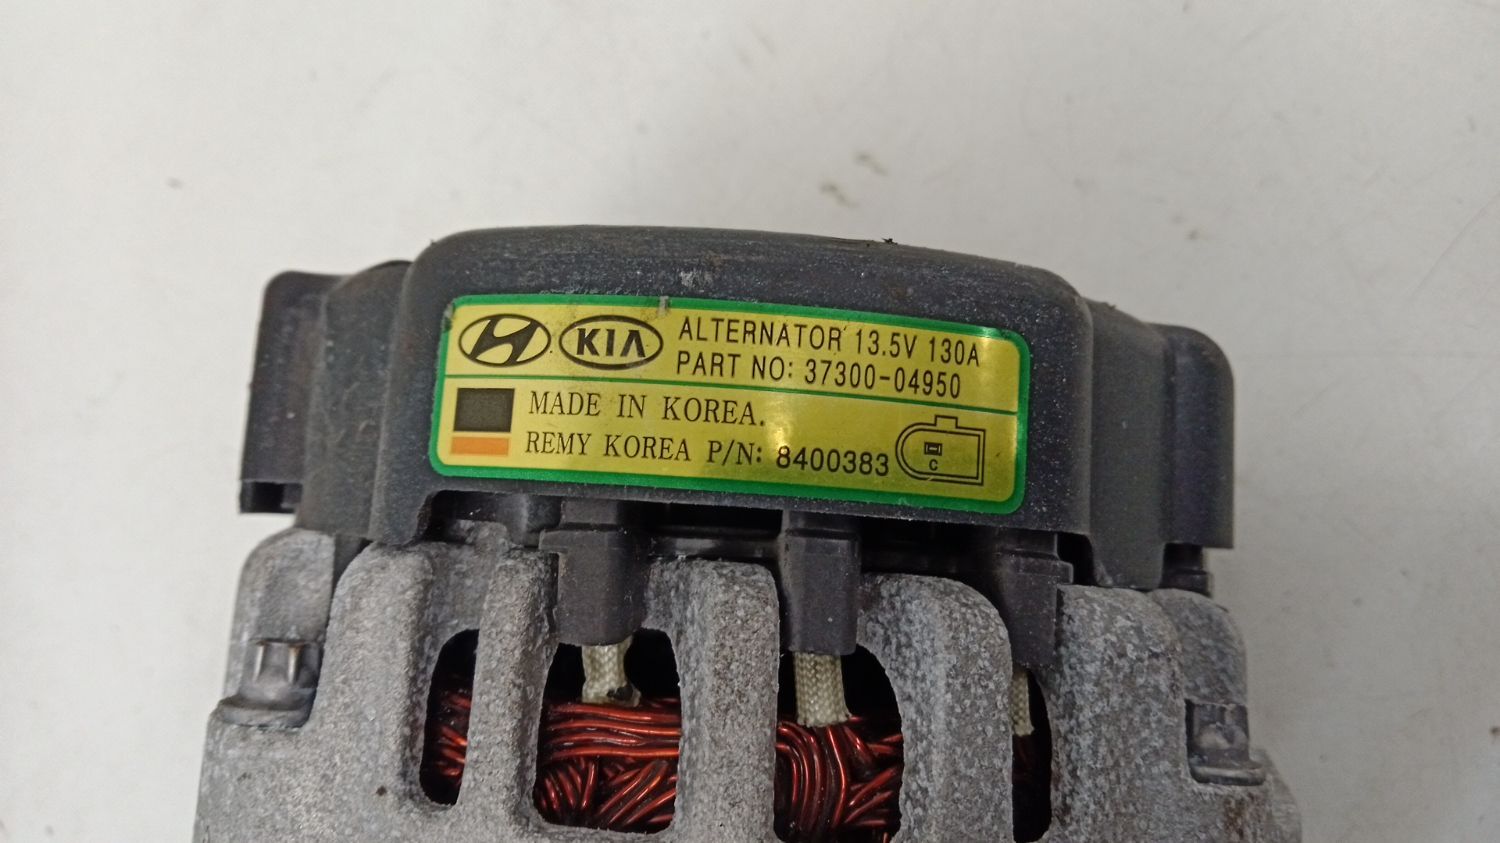 KIA
ALTERNATOR 13.5V 130A
PART NO: 37300-04950
MADE IN KOREA.
REMY KOREA P/N: 8400383
C